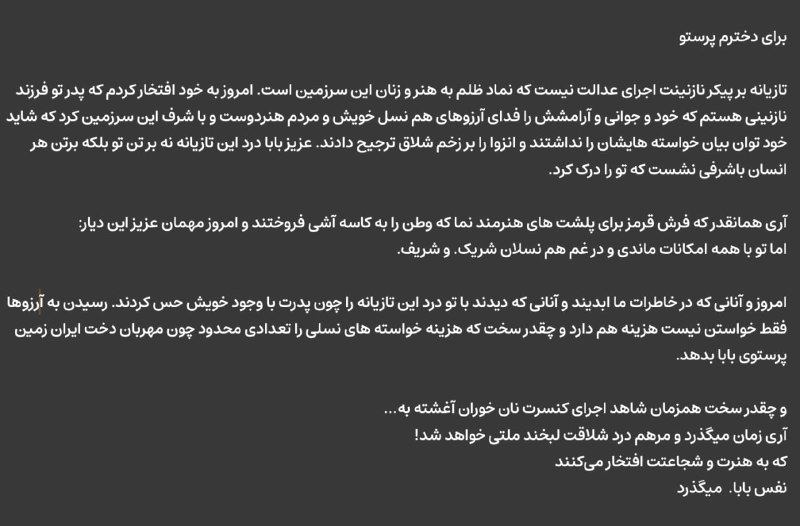 برای دخترم پرستو
تازیانه بر پیکر نازنینت اجرای عدالت نیست که نماد ظلم به هنر و زنان این سرزمین است. امروز به خود افتخار کردم که پدر تو فرزند
نازنینی هستم که خود و جوانی و آرامشش را فدای آرزوهای هم نسل خویش و مردم هنردوست و با شرف این سرزمین کرد که شاید
خود توان بیان خواسته هایشان را نداشتند و انزوا را بر زخم شلاق ترجیح دادند. عزیز بابا درد این تازیانه نه بر تن تو بلکه برتن هر
انسان باشرفی نشست که تو را درک کرد.
آری همانقدر که فرش قرمز برای پلشت های هنرمند نما که وطن را به کاسه آشی فروختند و امروز مهمان عزیز این دیار:
اما تو با همه امکانات ماندی و در غم هم نسلان شریک. و شریف.
امروز و آنانی که در خاطرات ما ابدیند و آنانی که دیدند با تو درد این تازیانه را چون پدرت با وجود خویش حس کردند. رسیدن به آرزوها
فقط خواستن نیست هزینه هم دارد و چقدر سخت که هزینه خواسته های نسلی را تعدادی محدود چون مهربان دخت ایران زمین
پرستوی بابا بدهد.
و چقدر سخت همزمان شاهد اجرای کنسرت نان خوران آغشته به...
آری زمان میگذرد و مرهم درد شلاقت لبخند ملتی خواهد شد!
که به هنرت و شجاعتت افتخار می‌کنند
نفس بابا. میگذرد